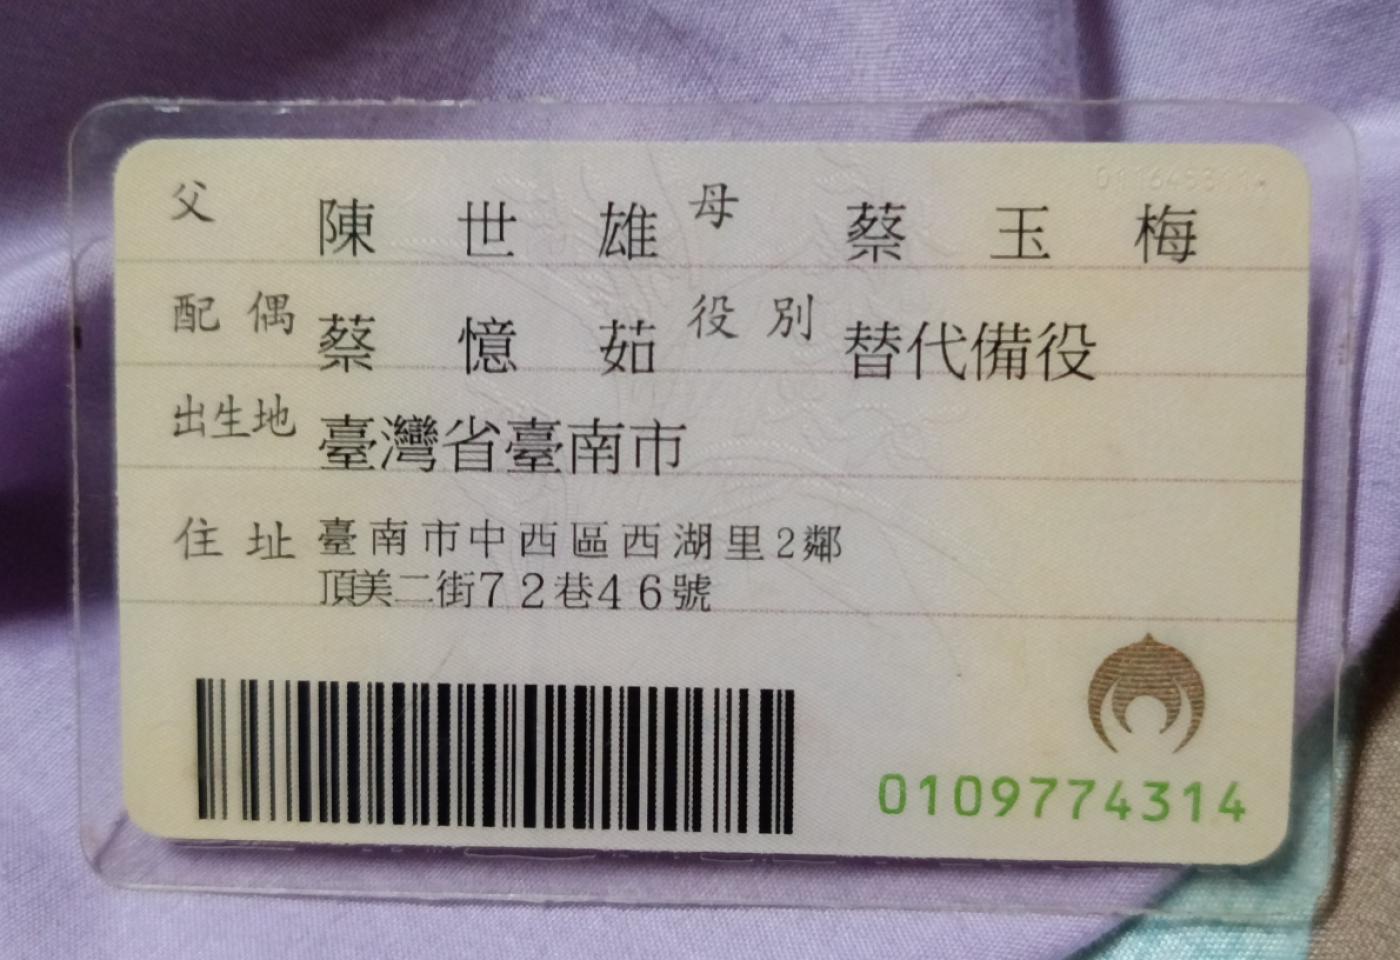 父 陳世雄 母 蔡玉梅
配偶 蔡憶茹 役別 替代備役
出生地 臺灣省臺南市
住址 臺南市中西區西湖里2鄰
頂美二街72巷46號
0109774314